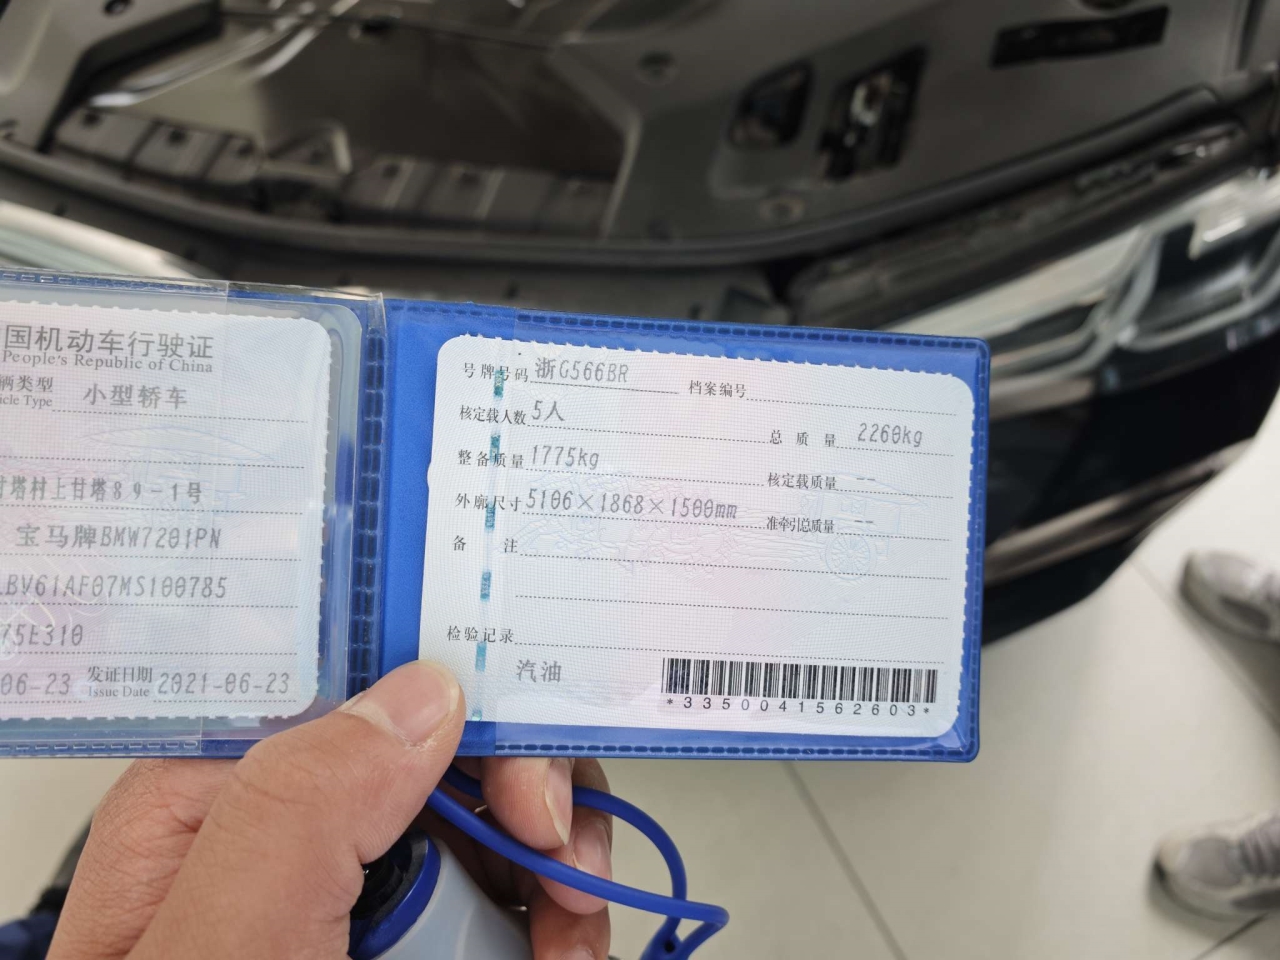 国机动车行驶证
People's Republic of China
辆类型 小型轿车
icle Type
塔村上甘塔89-1号
宝马牌BMW7201PN
LBV61AF07MS100785
75E310
06-23 发证日期 2021-06-23
Issue Date
号牌号码 浙G566BR 档案编号
核定载人数 5人 总质量 2260kg
整备质量 1775kg 核定载质量 --
外廓尺寸 5106×1868×1500mm 准牵引总质量 --
备注
检验记录
汽油
*3350041562603*